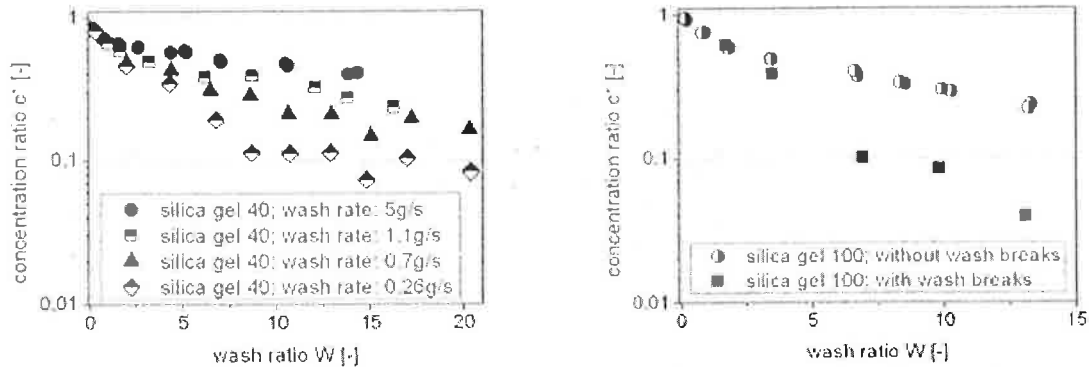 1
0.1
0.01
concentration ratio c* [-]
silica gel 40; wash rate: 5g/s
silica gel 40; wash rate: 1.1g/s
silica gel 40; wash rate: 0.7g/s
silica gel 40; wash rate: 0.26g/s
0 5 10 15 20
wash ratio W [-]
1
0.1
0.01
concentration ratio c* [-]
silica gel 100; without wash breaks
silica gel 100; with wash breaks
0 5 10 15
wash ratio W [-]